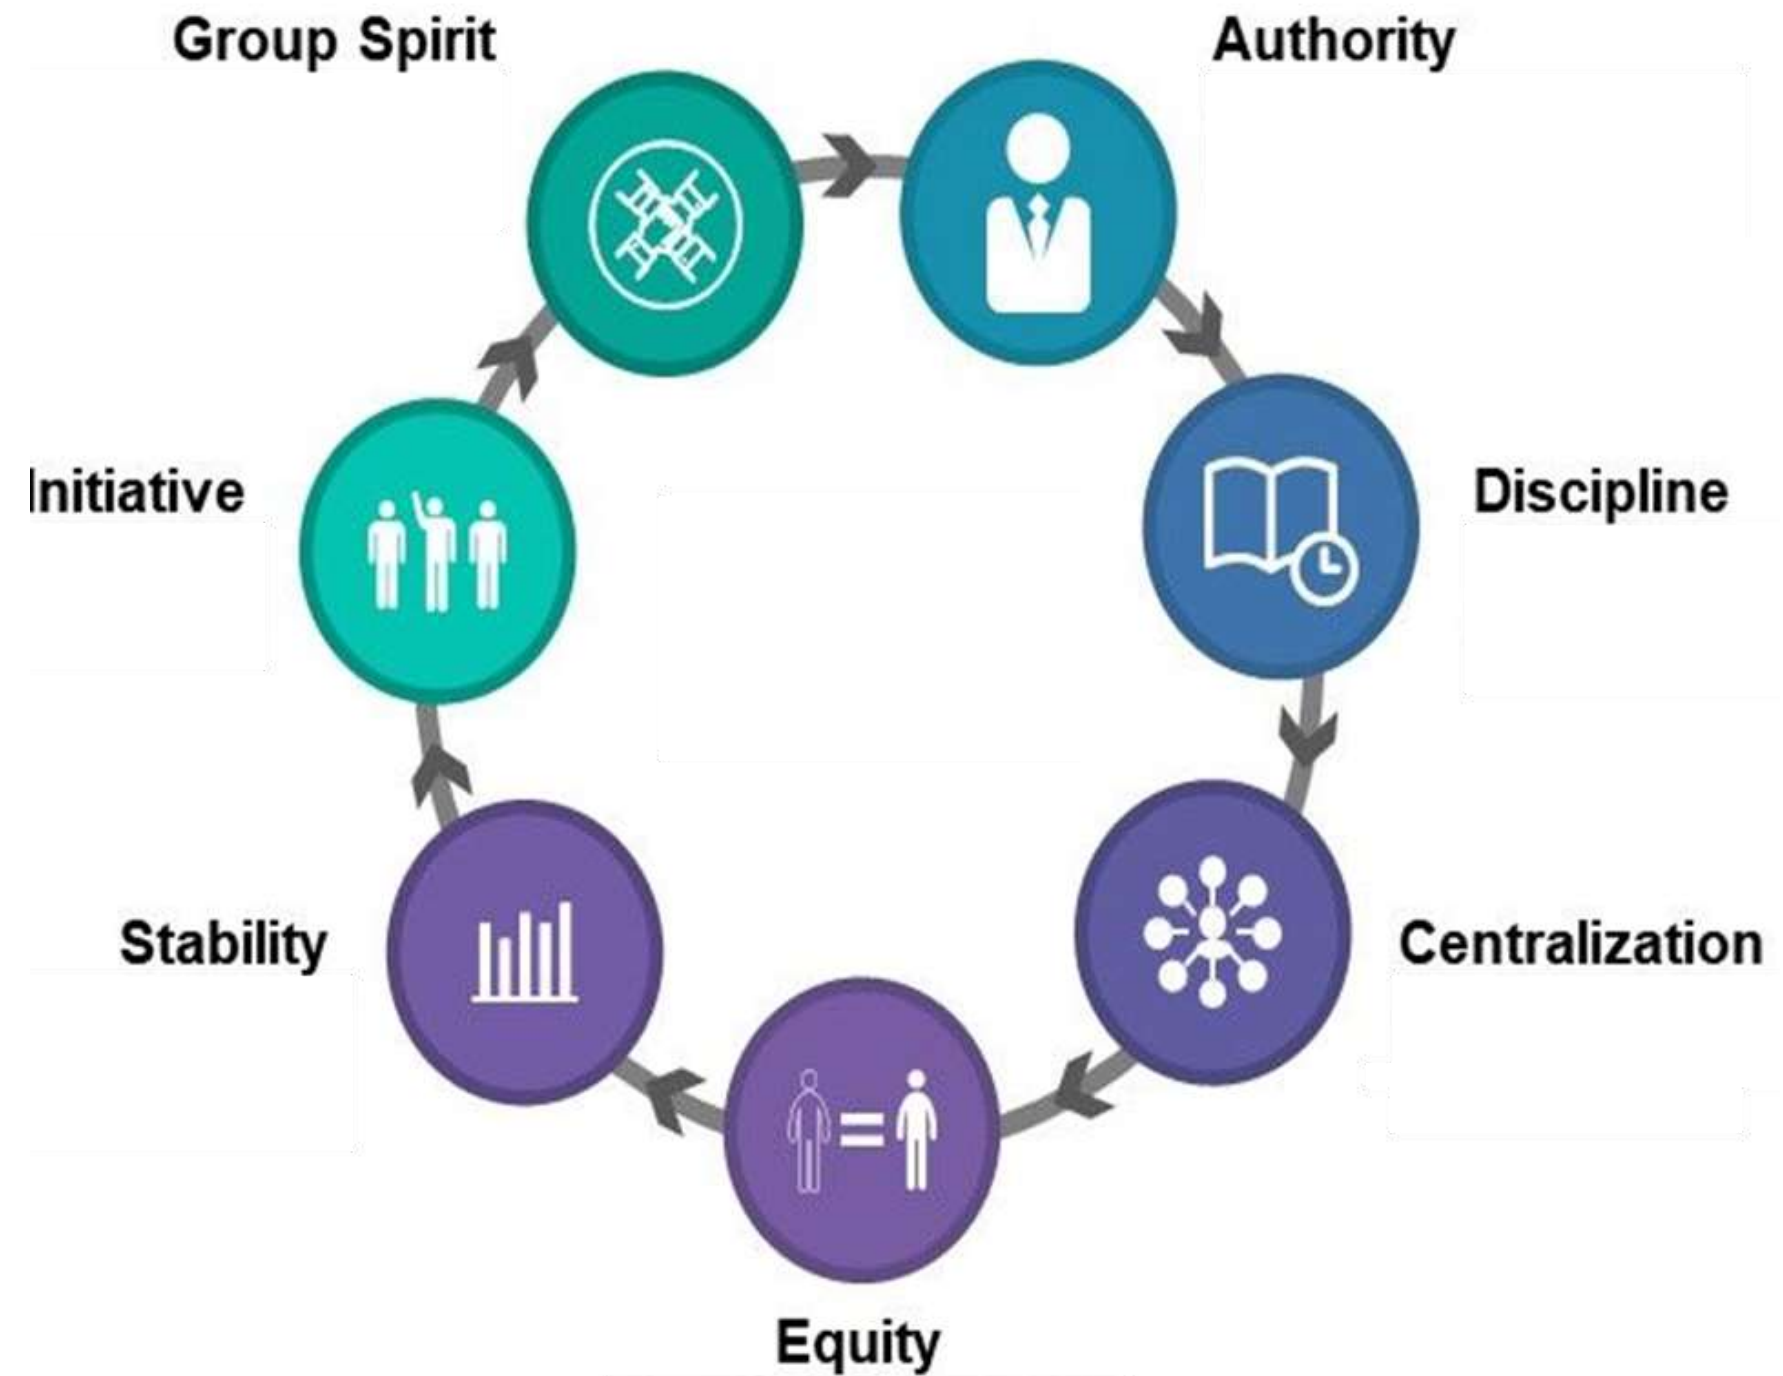 Group Spirit
Authority
Initiative
Discipline
Stability
Centralization
Equity